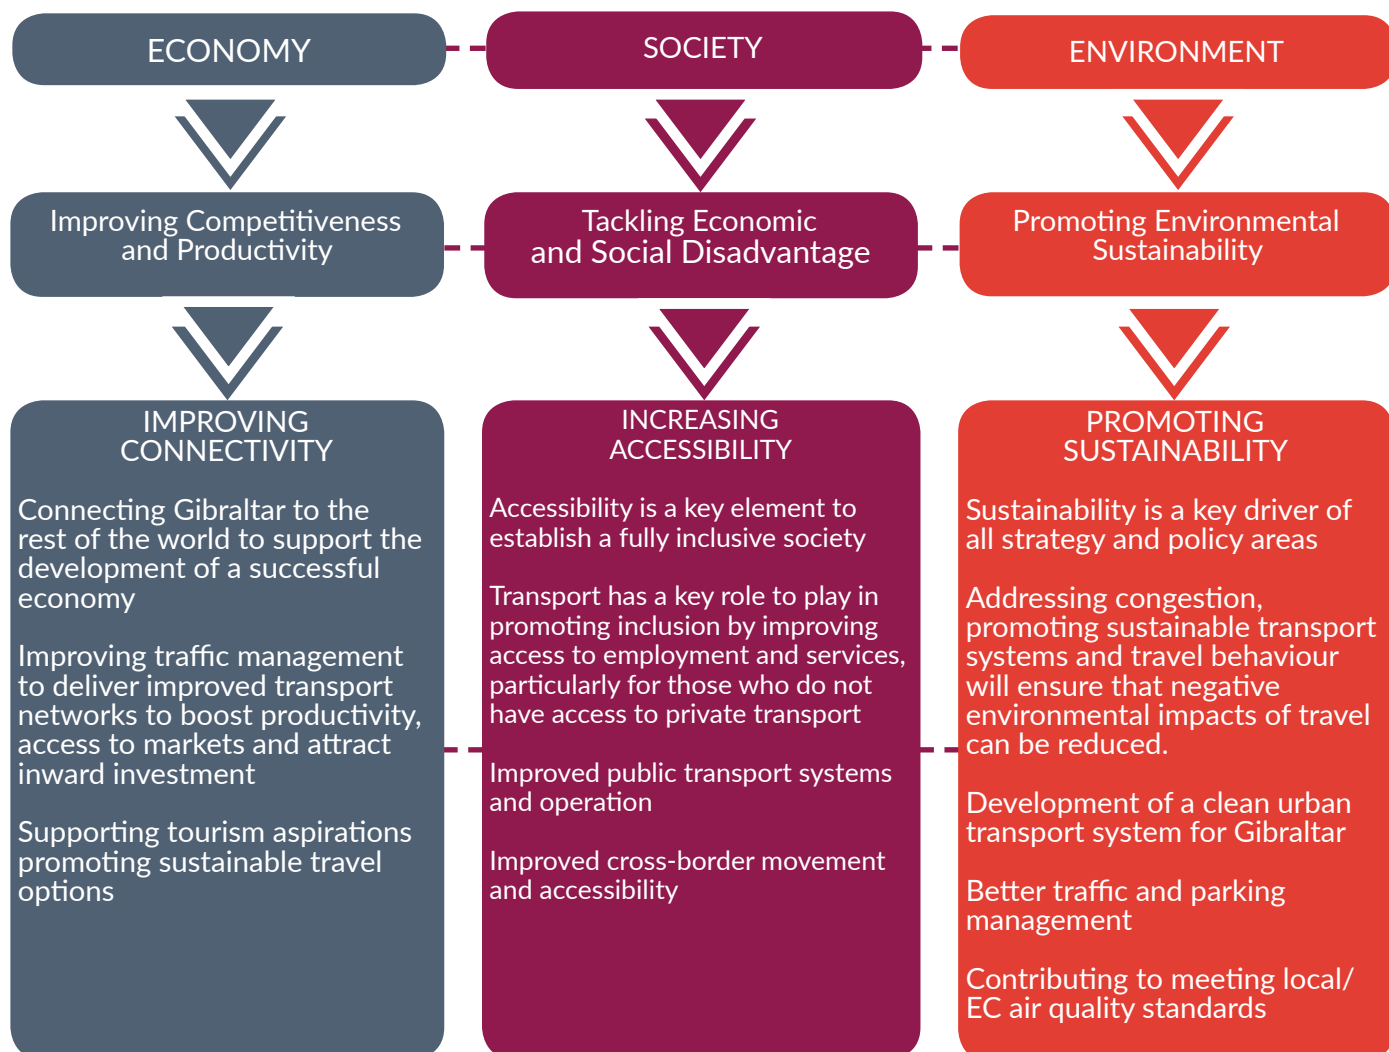 ECONOMY
SOCIETY
ENVIRONMENT
Improving Competitiveness
and Productivity
Tackling Economic
and Social Disadvantage
Promoting Environmental
Sustainability
IMPROVING
CONNECTIVITY
Connecting Gibraltar to the
rest of the world to support the
development of a successful
economy
Improving traffic management
to deliver improved transport
networks to boost productivity,
access to markets and attract
inward investment
Supporting tourism aspirations
promoting sustainable travel
options
INCREASING
ACCESSIBILITY
Accessibility is a key element to
establish a fully inclusive society
Transport has a key role to play in
promoting inclusion by improving
access to employment and services,
particularly for those who do not
have access to private transport
Improved public transport systems
and operation
Improved cross-border movement
and accessibility
PROMOTING
SUSTAINABILITY
Sustainability is a key driver of
all strategy and policy areas
Addressing congestion,
promoting sustainable transport
systems and travel behaviour
will ensure that negative
environmental impacts of travel
can be reduced.
Development of a clean urban
transport system for Gibraltar
Better traffic and parking
management
Contributing to meeting local/
EC air quality standards